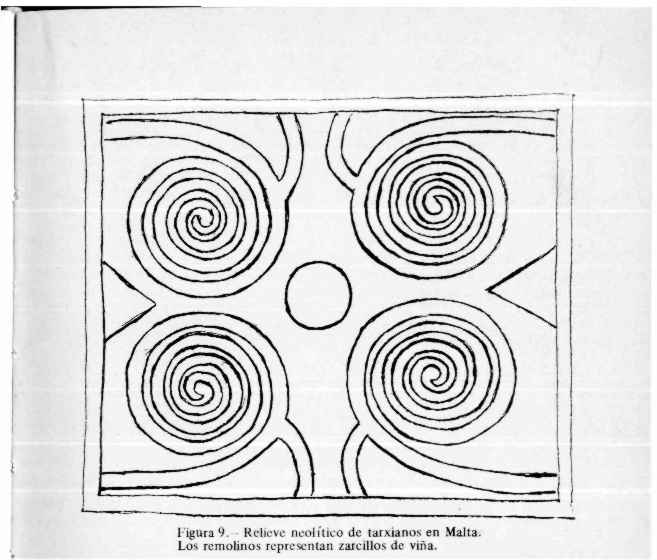 Figura 9. – Relieve neolítico de tarxianos en Malta.
Los remolinos representan zarcillos de viña.